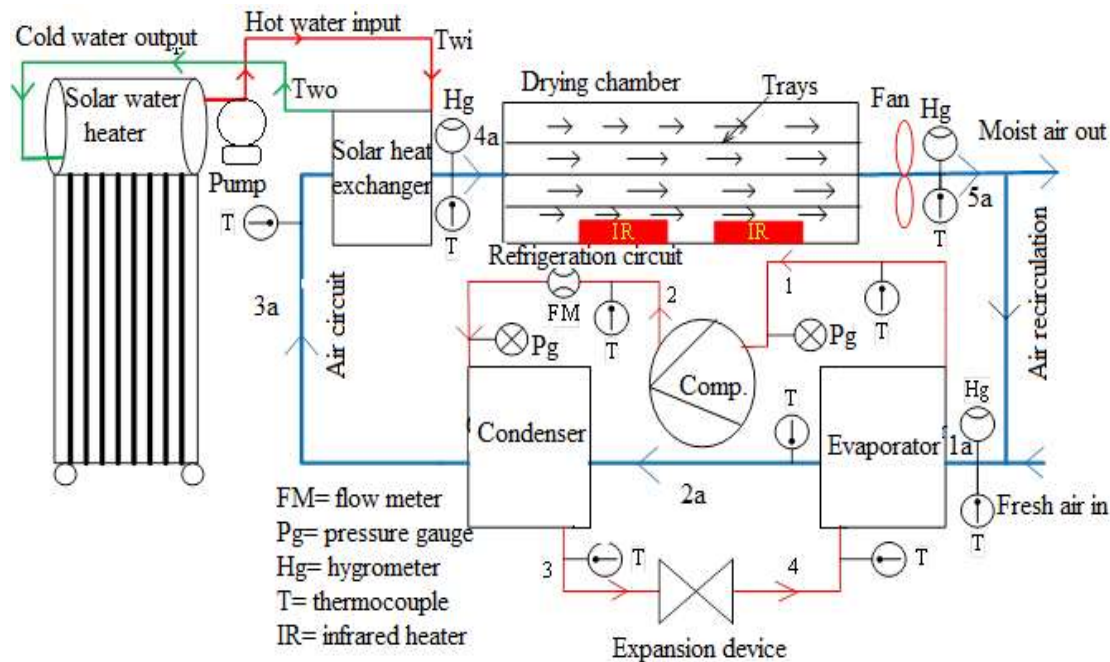 Hot water input
Cold water output
Twi
Solar water
heater
Two
Pump
Solar heat
exchanger
Hg
4a
T
T
Drying chamber
Trays
IR
IR
Fan
Hg
Moist air out
5a
T
Refrigeration circuit
3a
Air circuit
FM
T
2
1
T
Pg
Pg
Comp.
Air recirculation
Condenser
T
Evaporator
Hg
1a
2a
T
Fresh air in
3
T
4
T
Expansion device
FM= flow meter
Pg= pressure gauge
Hg= hygrometer
T= thermocouple
IR= infrared heater